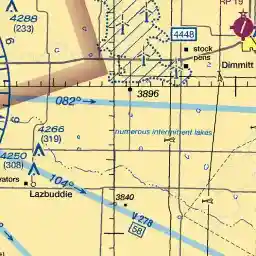 4288
(233)
RP 19
4448
stock
pens
Dimmitt
082°
3896
numerous intermittent lakes
4266
(319)
4250
(308)
104°
Lazbuddie
3840
V 278
58